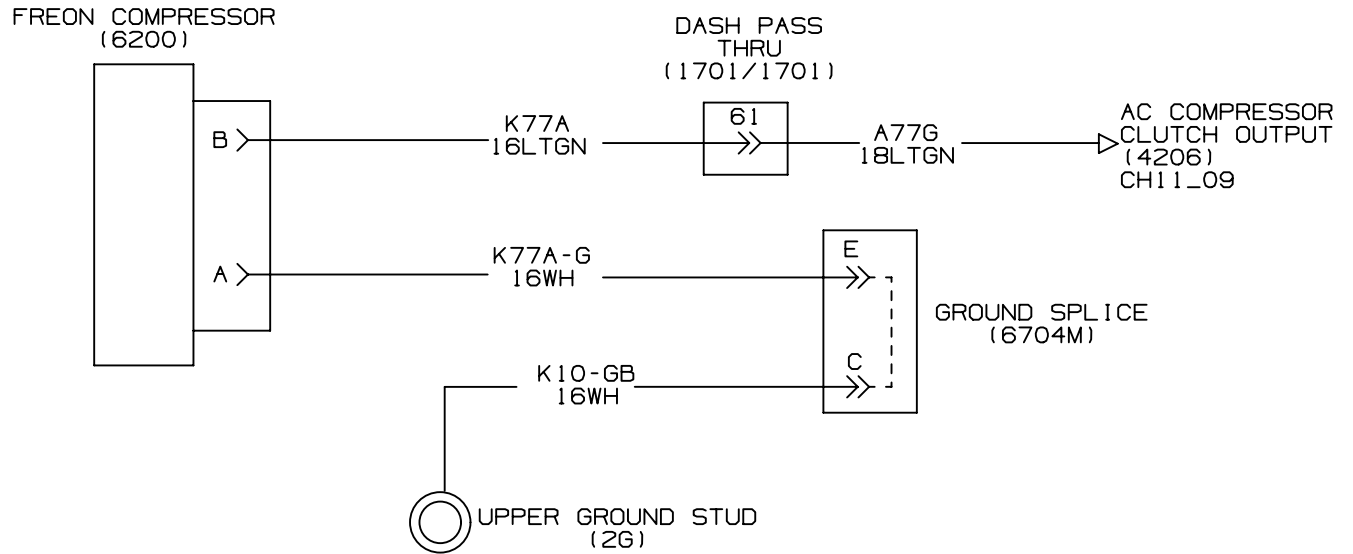 FREON COMPRESSOR
(6200)
DASH PASS
THRU
(1701/1701)
B
K77A
16LTGN
61
A77G
18LTGN
AC COMPRESSOR
CLUTCH OUTPUT
(4206)
CH11_09
A
K77A-G
16WH
E
GROUND SPLICE
(6704M)
K10-GB
16WH
C
UPPER GROUND STUD
(2G)